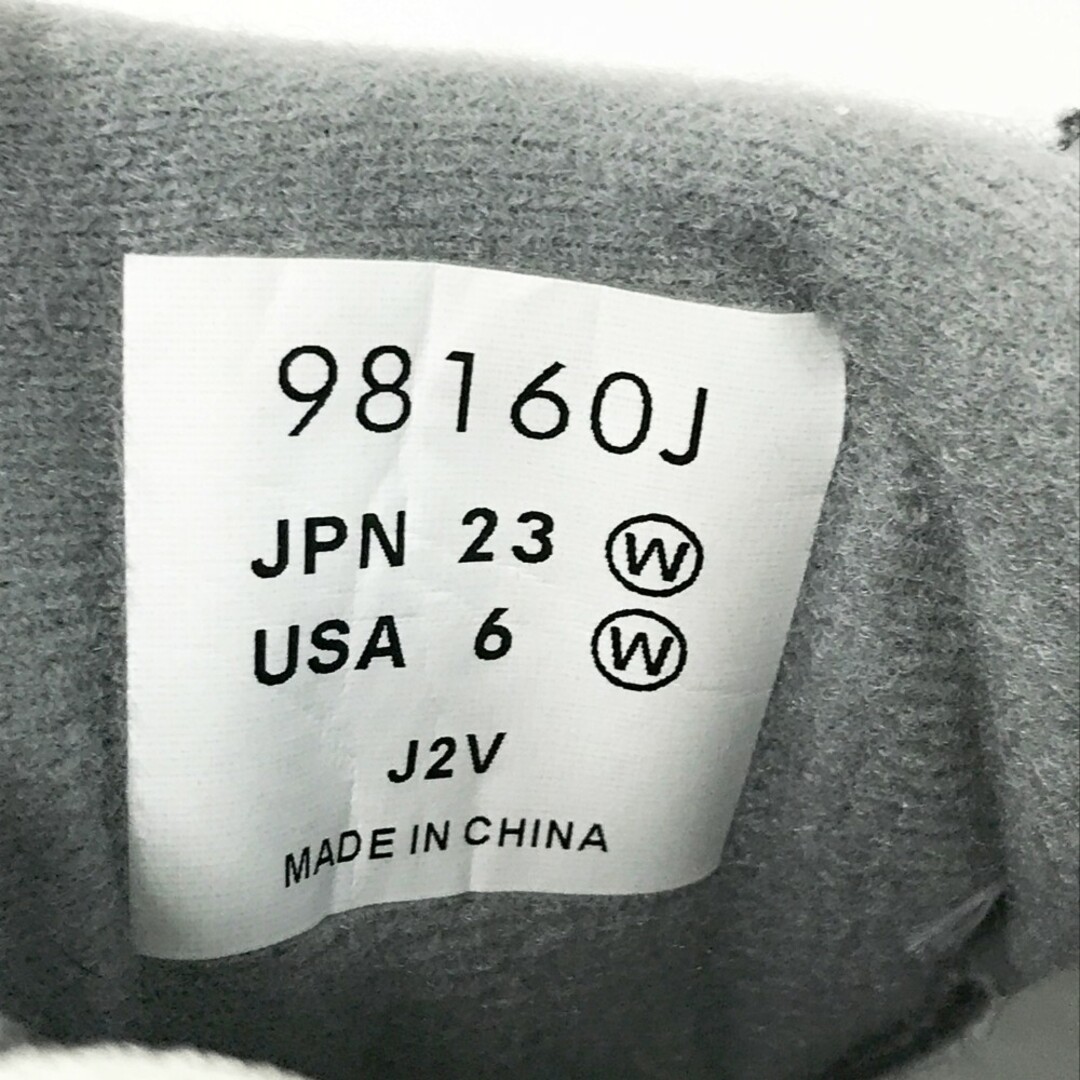 98160J
JPN 23 Ⓦ
USA 6 Ⓦ
J2V
MADE IN CHINA